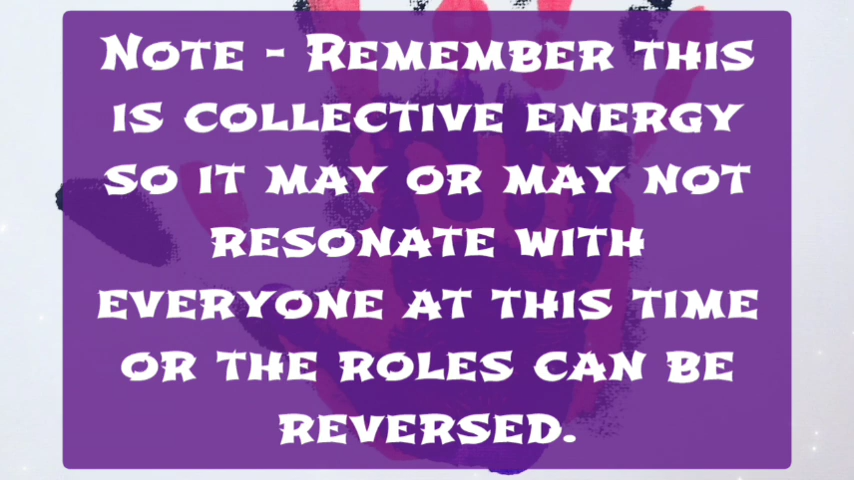 Note - Remember this
is collective energy
so it may or may not
resonate with
everyone at this time
or the roles can be
reversed.